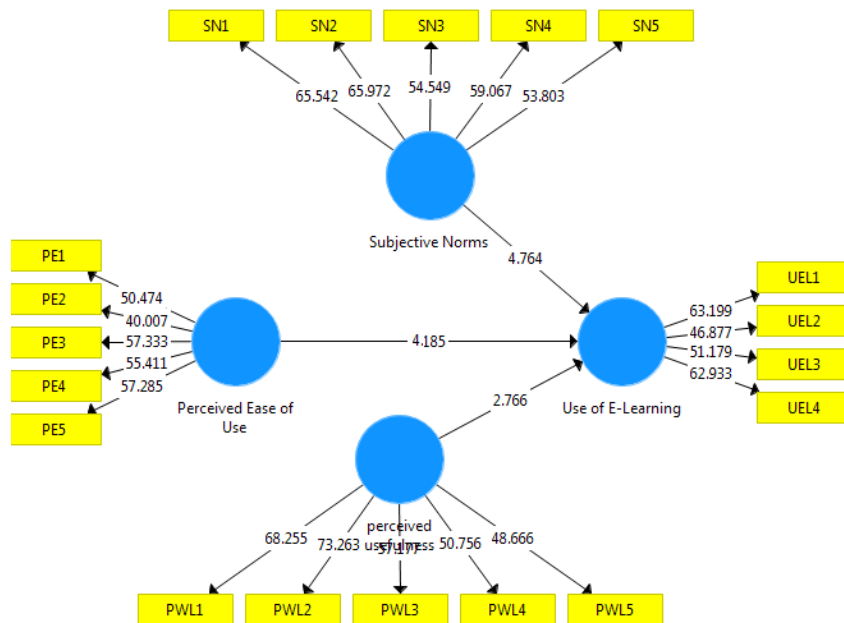 SN1 SN2 SN3 SN4 SN5
65.542 65.972 54.549 59.067 53.803
Subjective Norms
4.764
PE1
PE2
PE3
PE4
PE5
50.474
40.007
57.333
55.411
57.285
Perceived Ease of
Use
4.185
2.766
UEL1
UEL2
UEL3
UEL4
63.199
46.877
51.179
62.933
Use of E-Learning
perceived
usefulness
68.255 73.263 57.177 50.756 48.666
PWL1 PWL2 PWL3 PWL4 PWL5